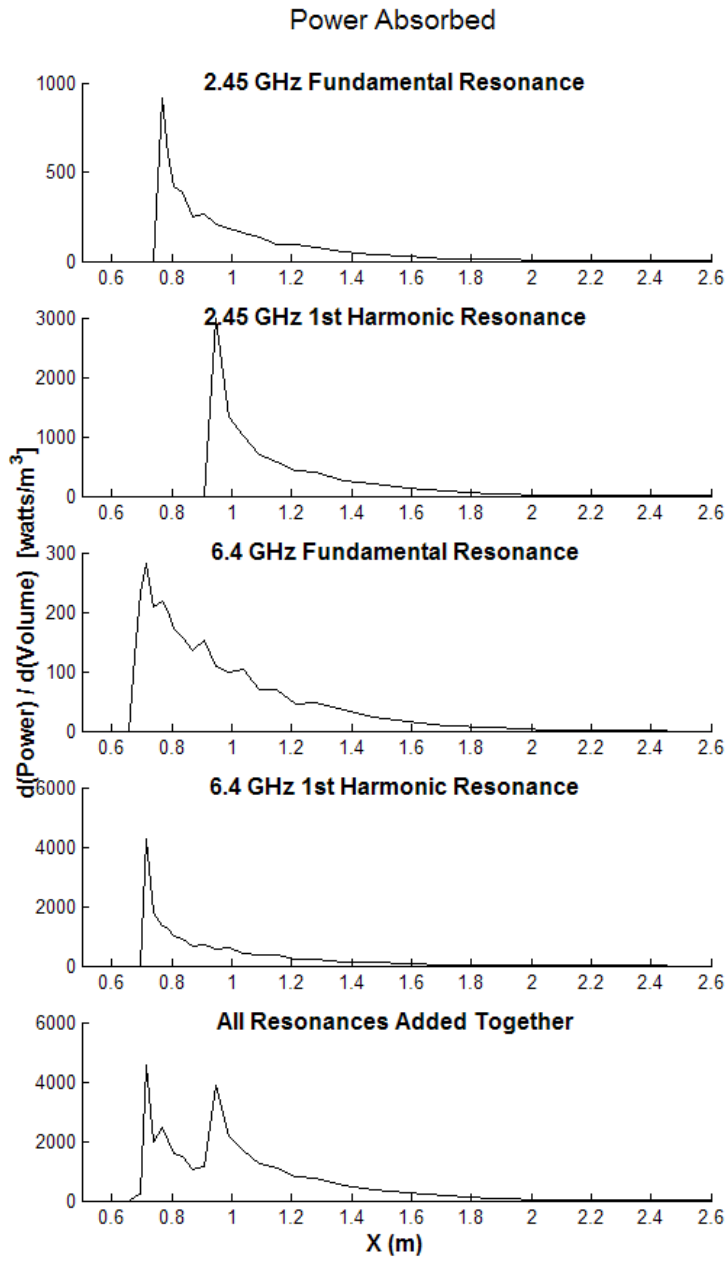 Power Absorbed
2.45 GHz Fundamental Resonance
1000
500
0
0.6 0.8 1 1.2 1.4 1.6 1.8 2 2.2 2.4 2.6
2.45 GHz 1st Harmonic Resonance
3000
2000
1000
0
0.6 0.8 1 1.2 1.4 1.6 1.8 2 2.2 2.4 2.6
d(Power) / d(Volume) [watts/m³]
6.4 GHz Fundamental Resonance
300
200
100
0
0.6 0.8 1 1.2 1.4 1.6 1.8 2 2.2 2.4 2.6
6.4 GHz 1st Harmonic Resonance
6000
4000
2000
0
0.6 0.8 1 1.2 1.4 1.6 1.8 2 2.2 2.4 2.6
All Resonances Added Together
6000
4000
2000
0
0.6 0.8 1 1.2 1.4 1.6 1.8 2 2.2 2.4 2.6
X (m)